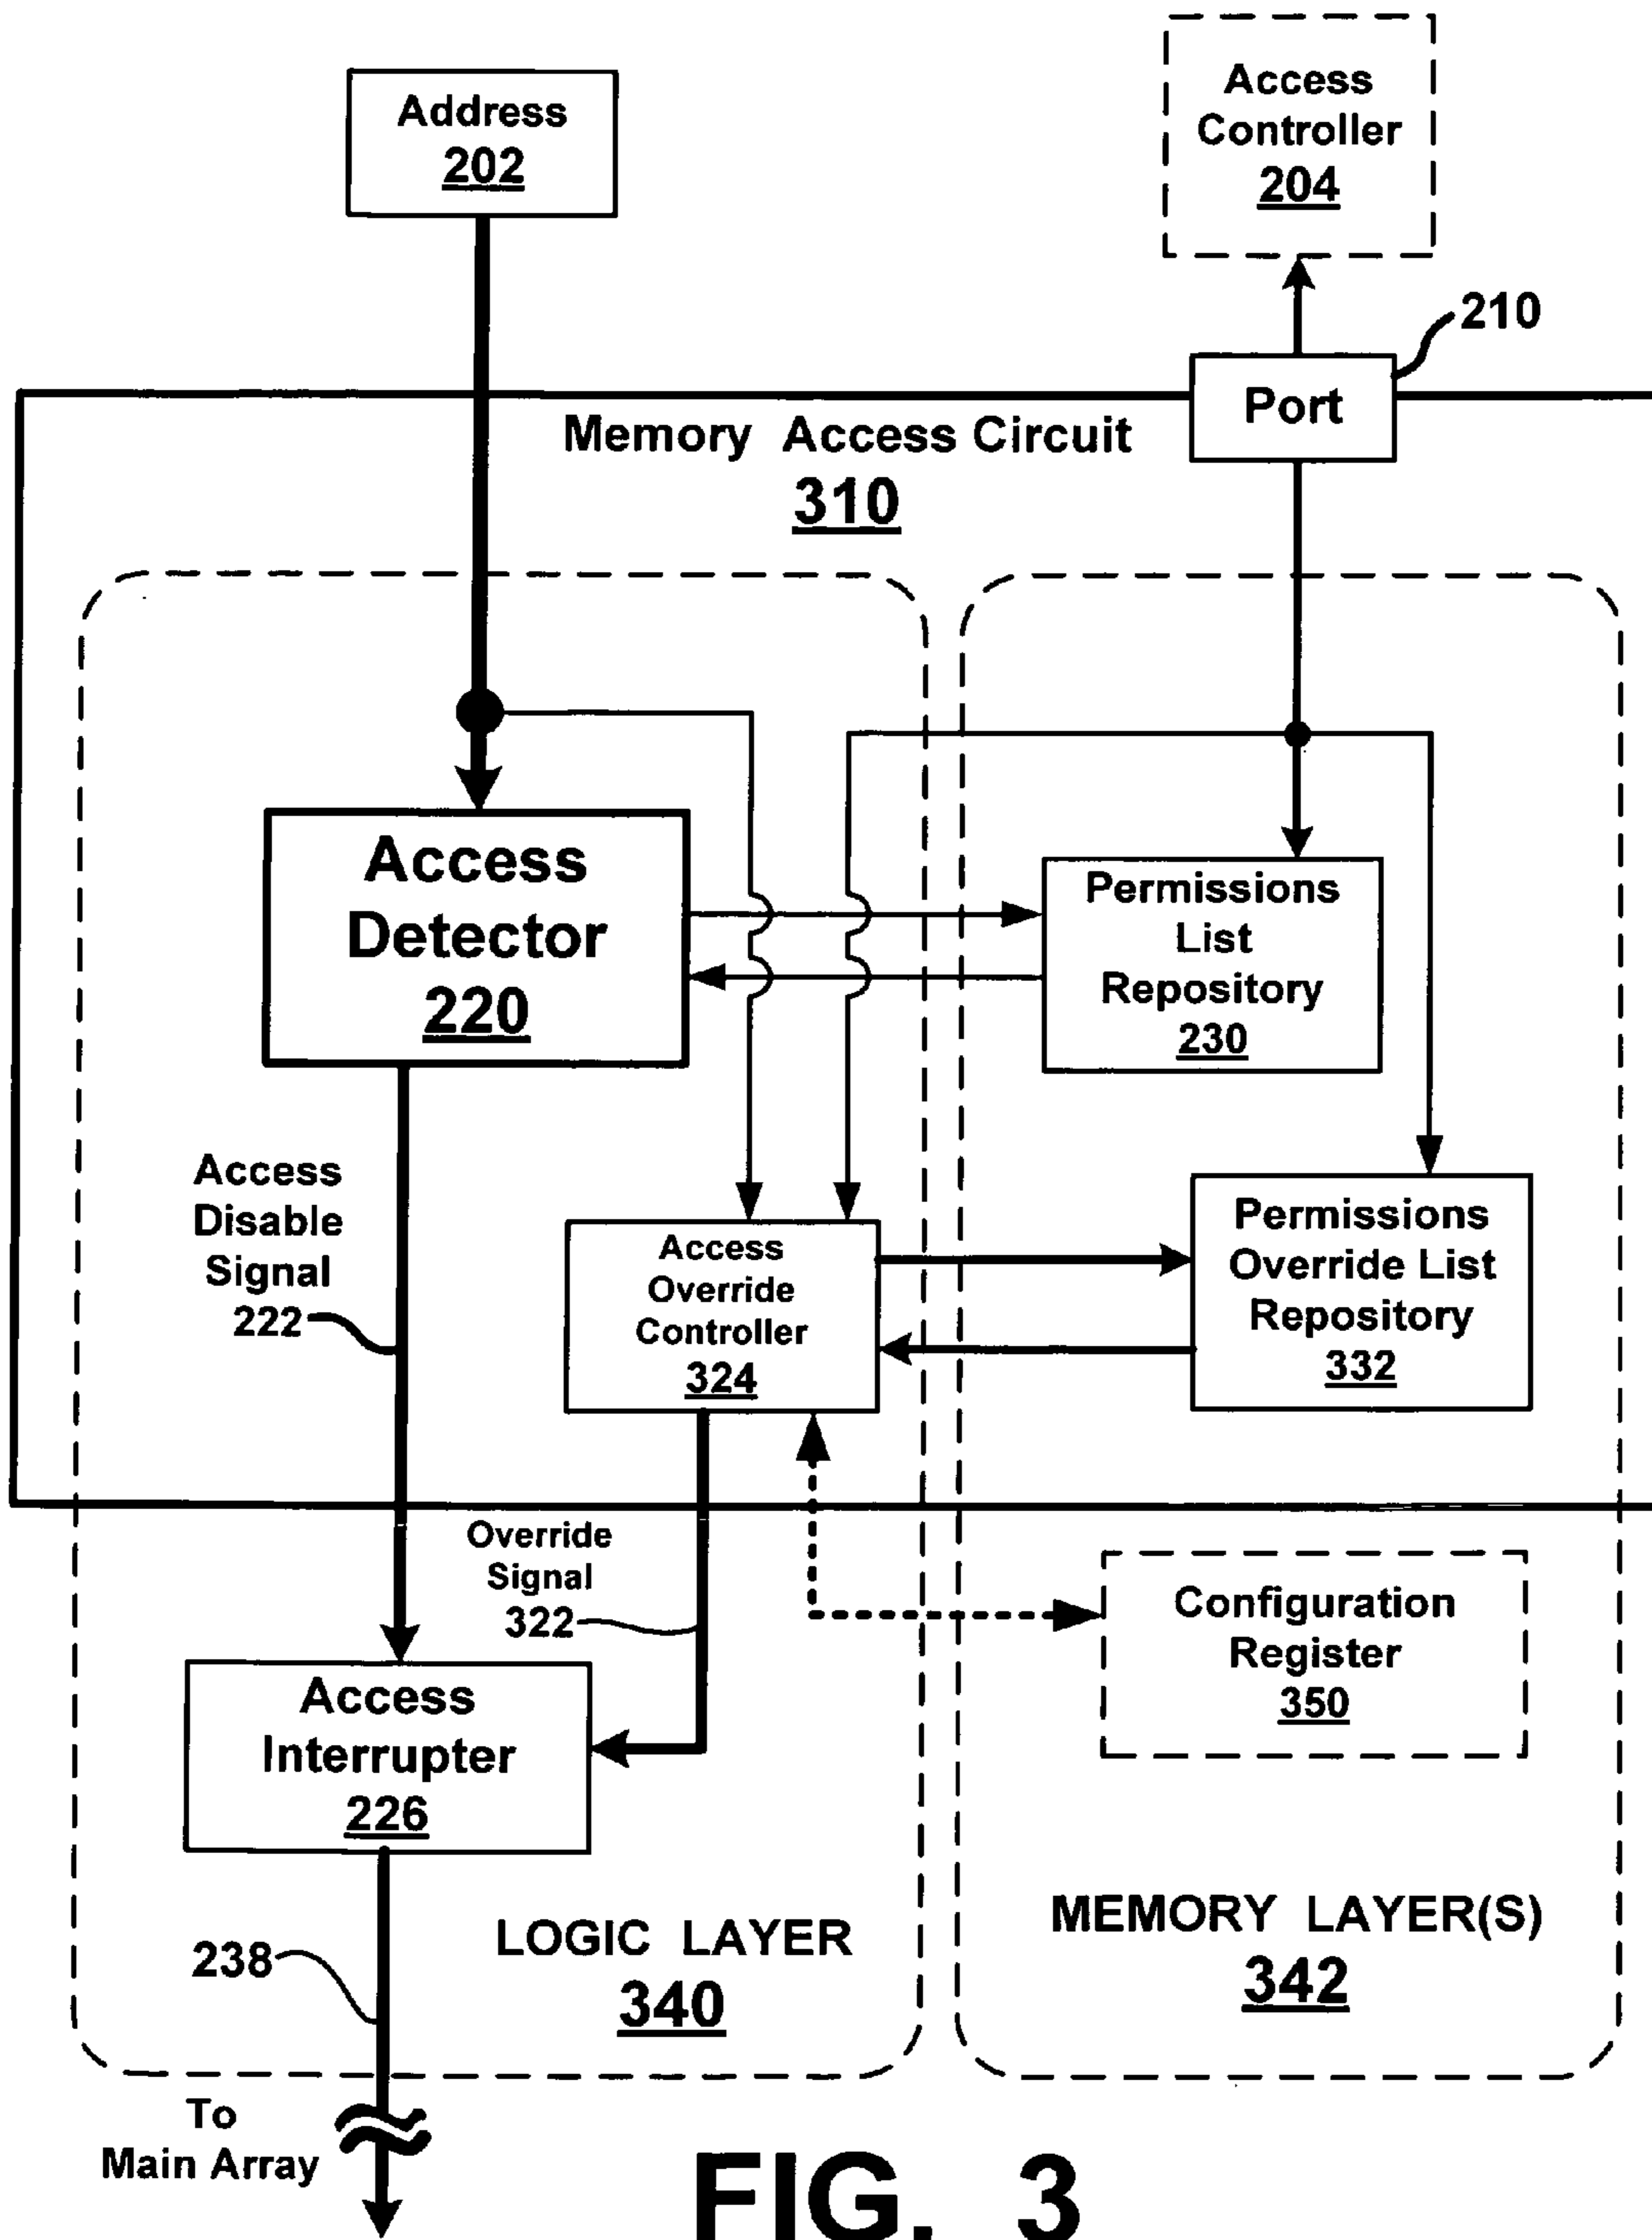 Address
202
Access
Controller
204
210
Port
Memory Access Circuit
310
Access
Detector
220
Permissions
List
Repository
230
Access
Disable
Signal
222
Access
Override
Controller
324
Permissions
Override List
Repository
332
Override
Signal
322
Configuration
Register
350
Access
Interrupter
226
238
LOGIC LAYER
340
MEMORY LAYER(S)
342
To
Main Array
FIG. 3